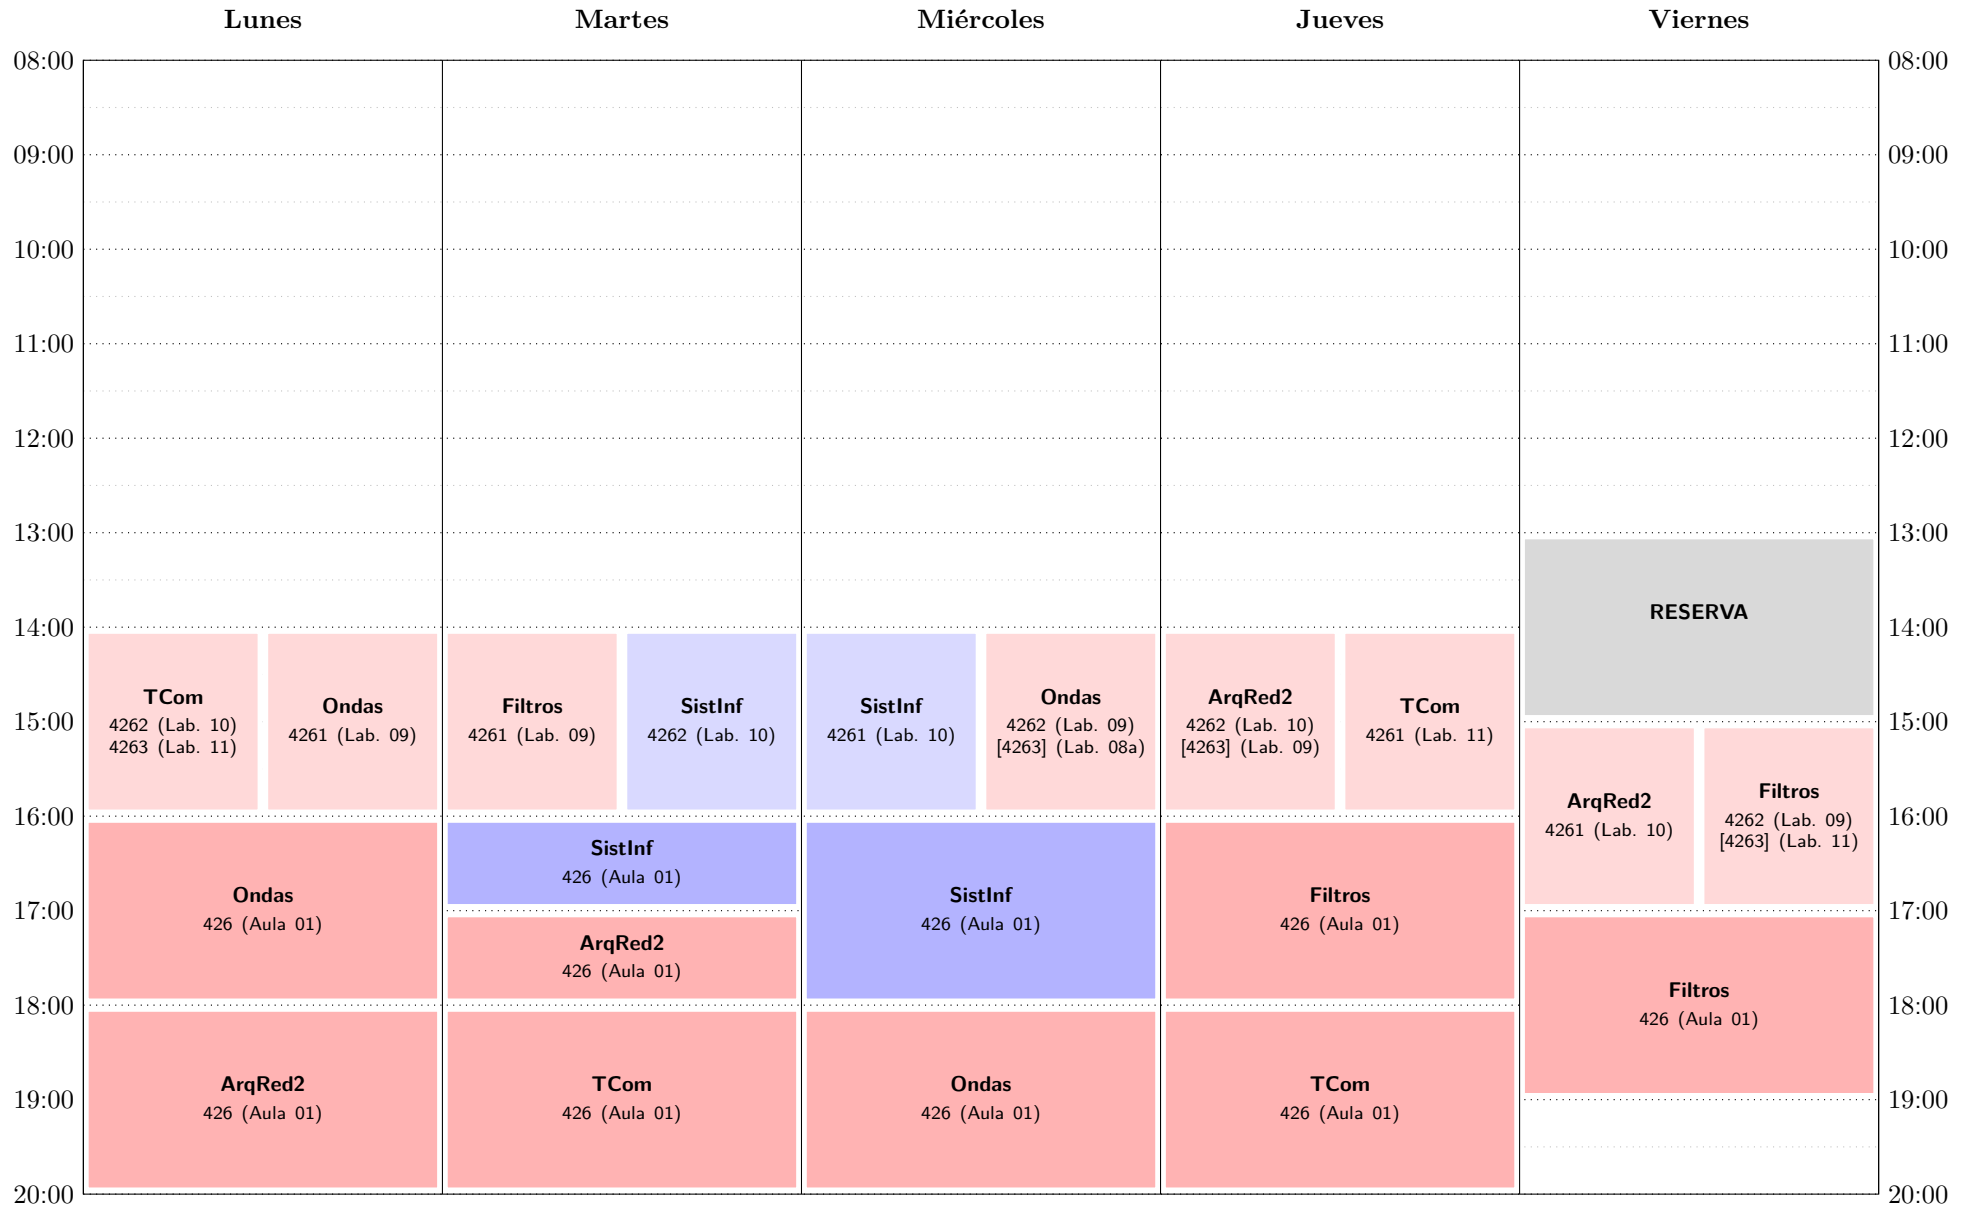 Lunes Martes Miércoles Jueves Viernes
08:00 08:00
09:00 09:00
10:00 10:00
11:00 11:00
12:00 12:00
13:00 13:00
RESERVA
14:00 14:00
TCom
4262 (Lab. 10)
4263 (Lab. 11)
Ondas
4261 (Lab. 09)
Filtros
4261 (Lab. 09)
SistInf
4262 (Lab. 10)
SistInf
4261 (Lab. 10)
Ondas
4262 (Lab. 09)
[4263] (Lab. 08a)
ArqRed2
4262 (Lab. 10)
[4263] (Lab. 09)
TCom
4261 (Lab. 11)
15:00 15:00
ArqRed2
4261 (Lab. 10)
Filtros
4262 (Lab. 09)
[4263] (Lab. 11)
16:00 16:00
Ondas
426 (Aula 01)
SistInf
426 (Aula 01)
SistInf
426 (Aula 01)
Filtros
426 (Aula 01)
17:00 17:00
ArqRed2
426 (Aula 01)
Filtros
426 (Aula 01)
18:00 18:00
ArqRed2
426 (Aula 01)
TCom
426 (Aula 01)
Ondas
426 (Aula 01)
TCom
426 (Aula 01)
19:00 19:00
20:00 20:00